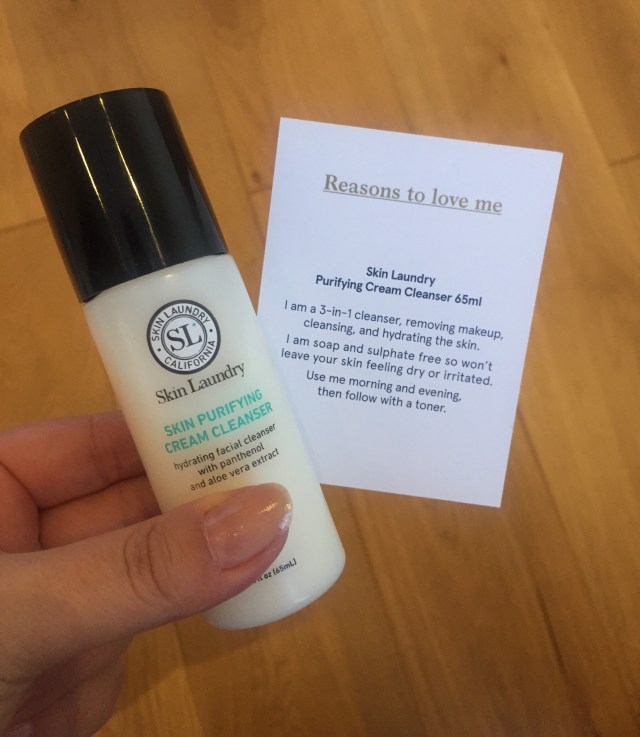 SKIN LAUNDRY
SL
CALIFORNIA
Skin Laundry
SKIN PURIFYING
CREAM CLEANSER
hydrating facial cleanser
with panthenol
and aloe vera extract
fl oz (65mL)
Reasons to love me
Skin Laundry
Purifying Cream Cleanser 65ml
I am a 3-in-1 cleanser, removing makeup,
cleansing, and hydrating the skin.
I am soap and sulphate free so won't
leave your skin feeling dry or irritated.
Use me morning and evening,
then follow with a toner.